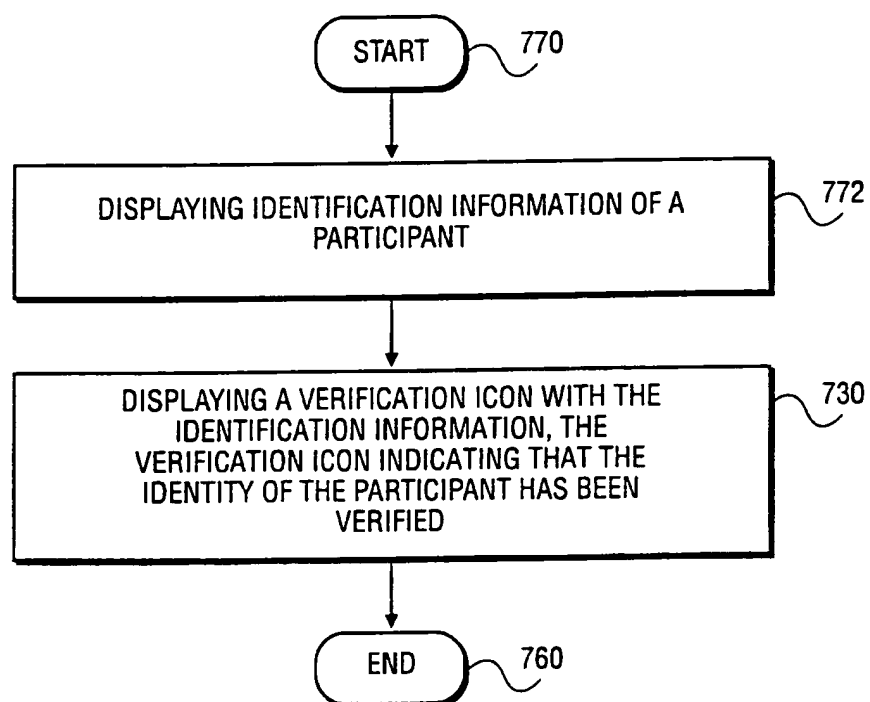 START
770
DISPLAYING IDENTIFICATION INFORMATION OF A
PARTICIPANT
772
DISPLAYING A VERIFICATION ICON WITH THE
IDENTIFICATION INFORMATION, THE
VERIFICATION ICON INDICATING THAT THE
IDENTITY OF THE PARTICIPANT HAS BEEN
VERIFIED
730
END
760